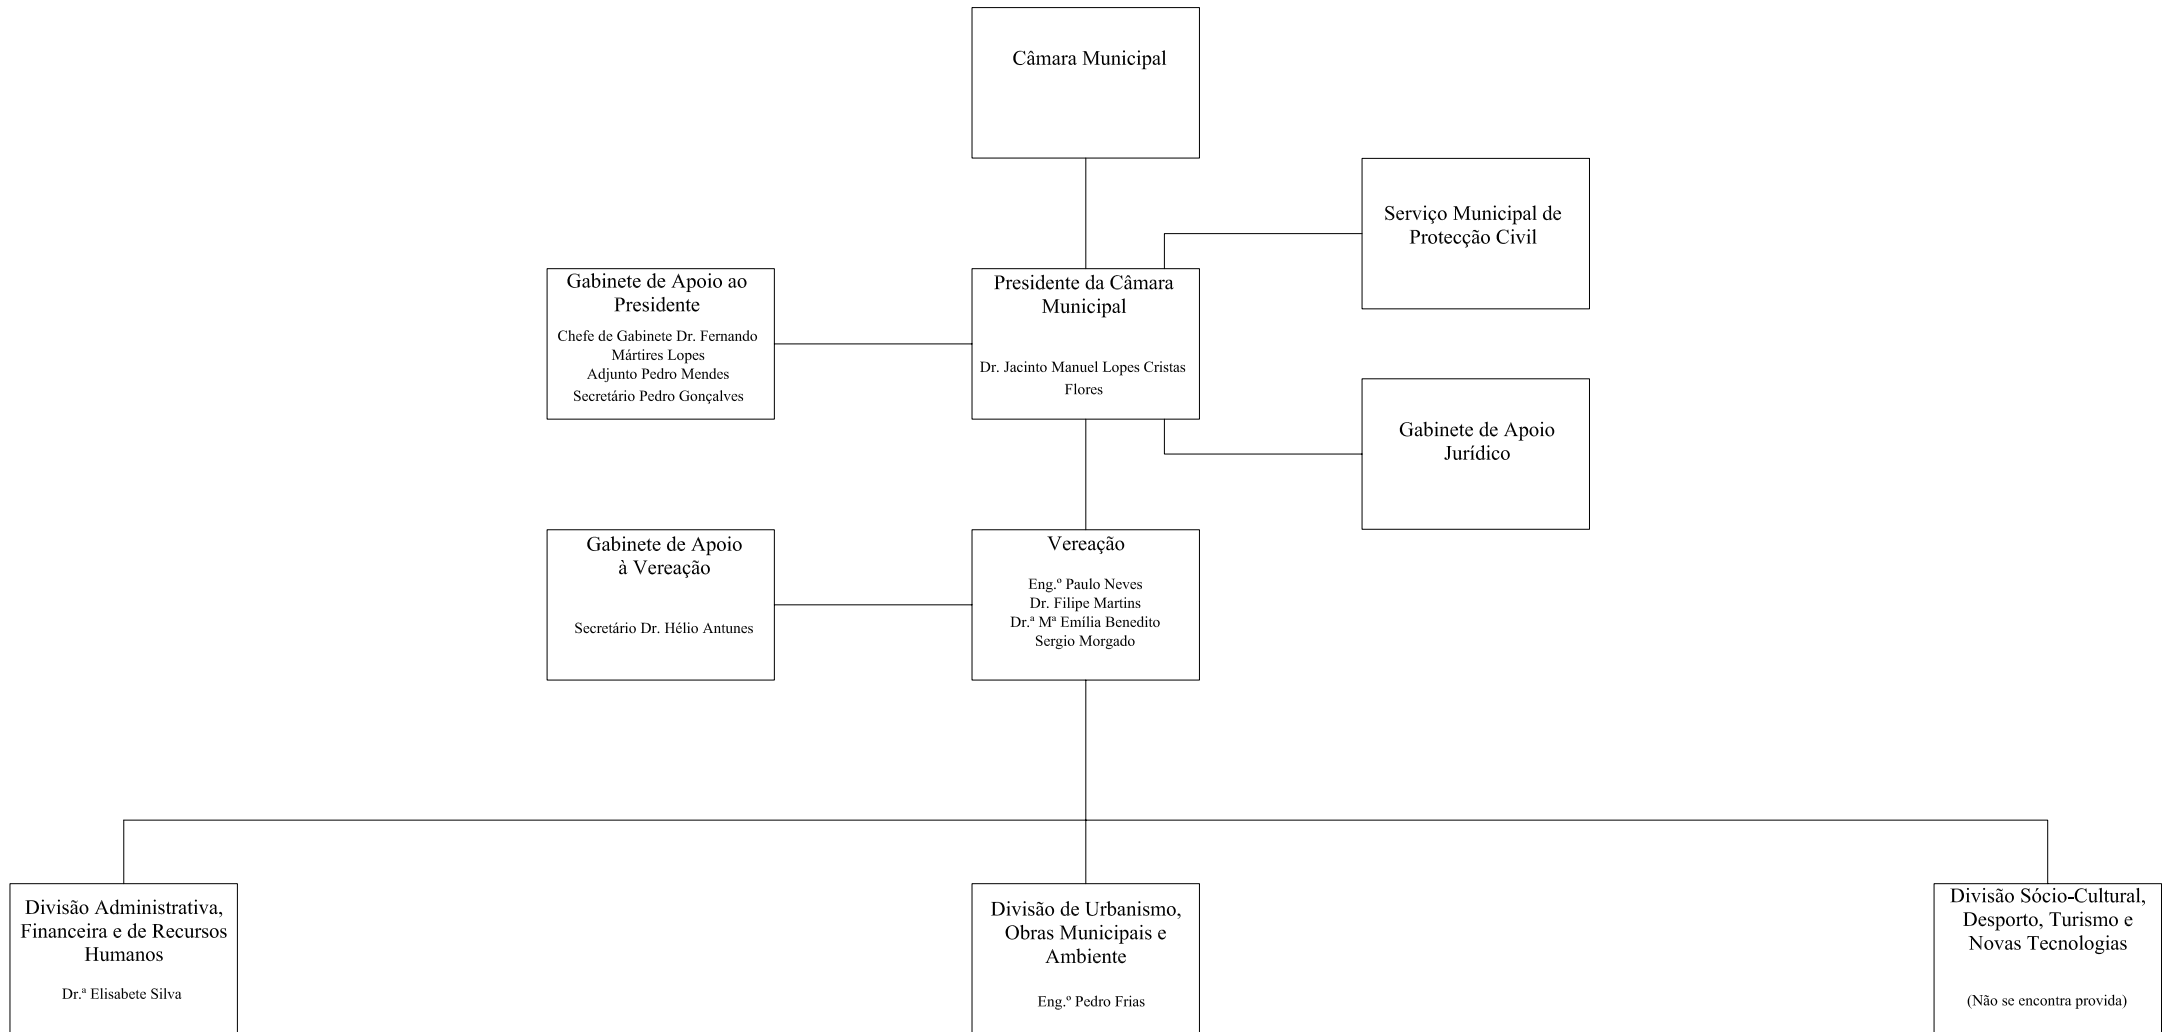 Câmara Municipal
Serviço Municipal de
Protecção Civil
Gabinete de Apoio ao
Presidente
Chefe de Gabinete Dr. Fernando
Mártires Lopes
Adjunto Pedro Mendes
Secretário Pedro Gonçalves
Presidente da Câmara
Municipal
Dr. Jacinto Manuel Lopes Cristas
Flores
Gabinete de Apoio
Jurídico
Gabinete de Apoio
à Vereação
Secretário Dr. Hélio Antunes
Vereação
Eng.º Paulo Neves
Dr. Filipe Martins
Dr.ª Mª Emília Benedito
Sergio Morgado
Divisão Administrativa,
Financeira e de Recursos
Humanos
Dr.ª Elisabete Silva
Divisão de Urbanismo,
Obras Municipais e
Ambiente
Eng.º Pedro Frias
Divisão Sócio-Cultural,
Desporto, Turismo e
Novas Tecnologias
(Não se encontra provida)